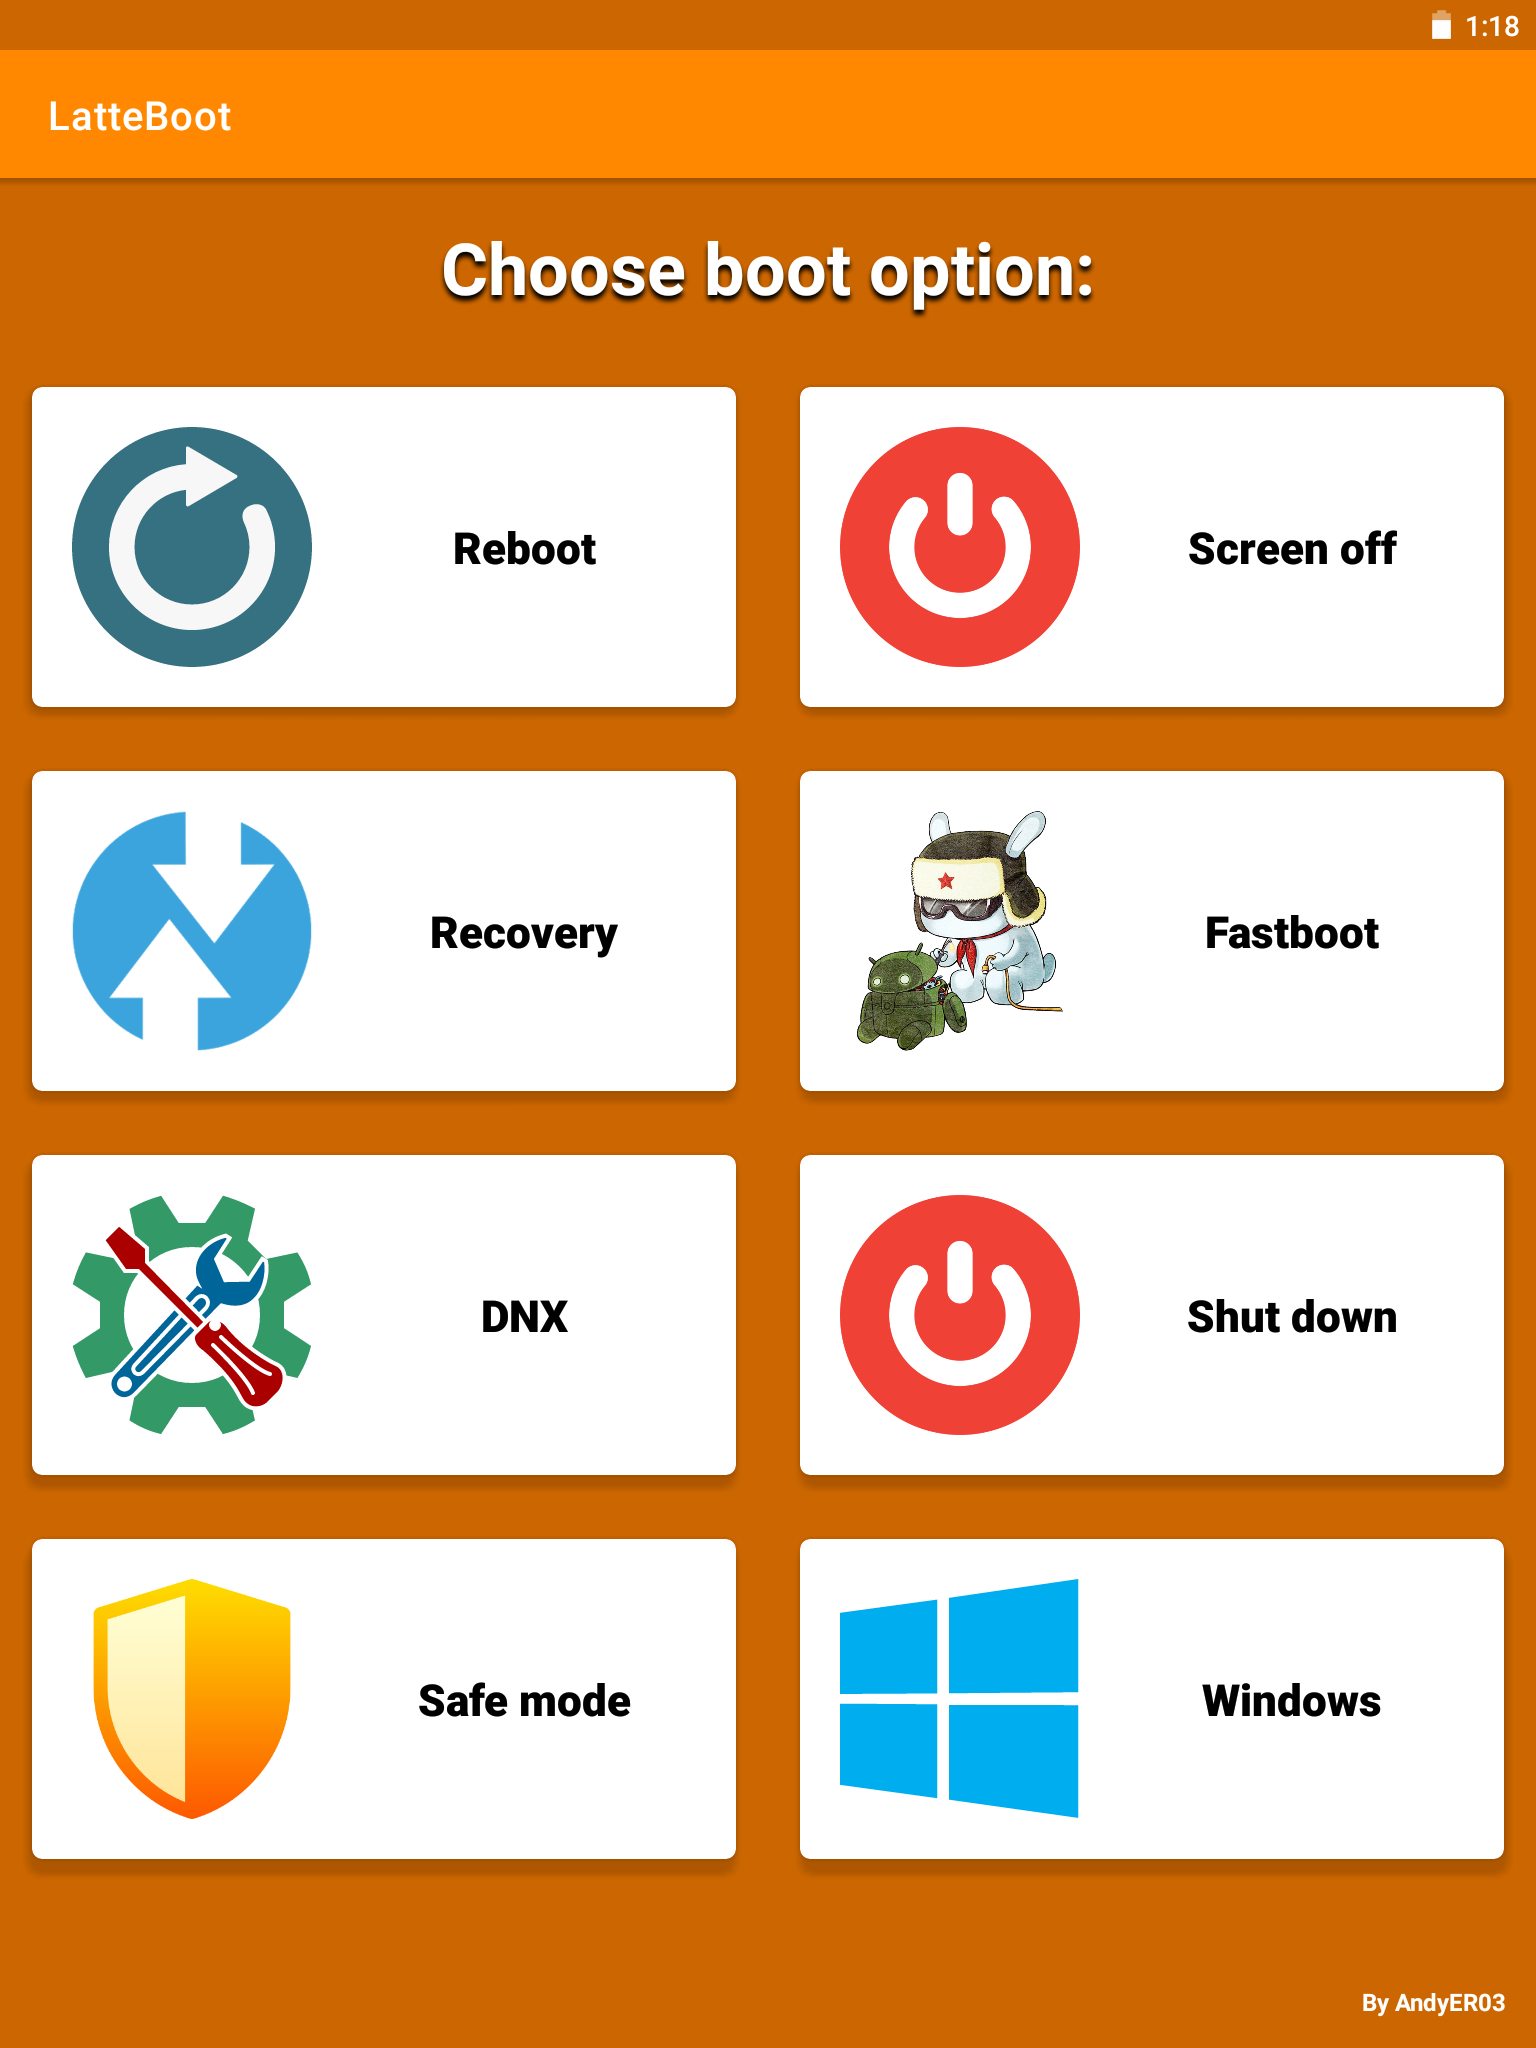 1:18
LatteBoot
Choose boot option:
Reboot
Screen off
Recovery
Fastboot
DNX
Shut down
Safe mode
Windows
By AndyER03